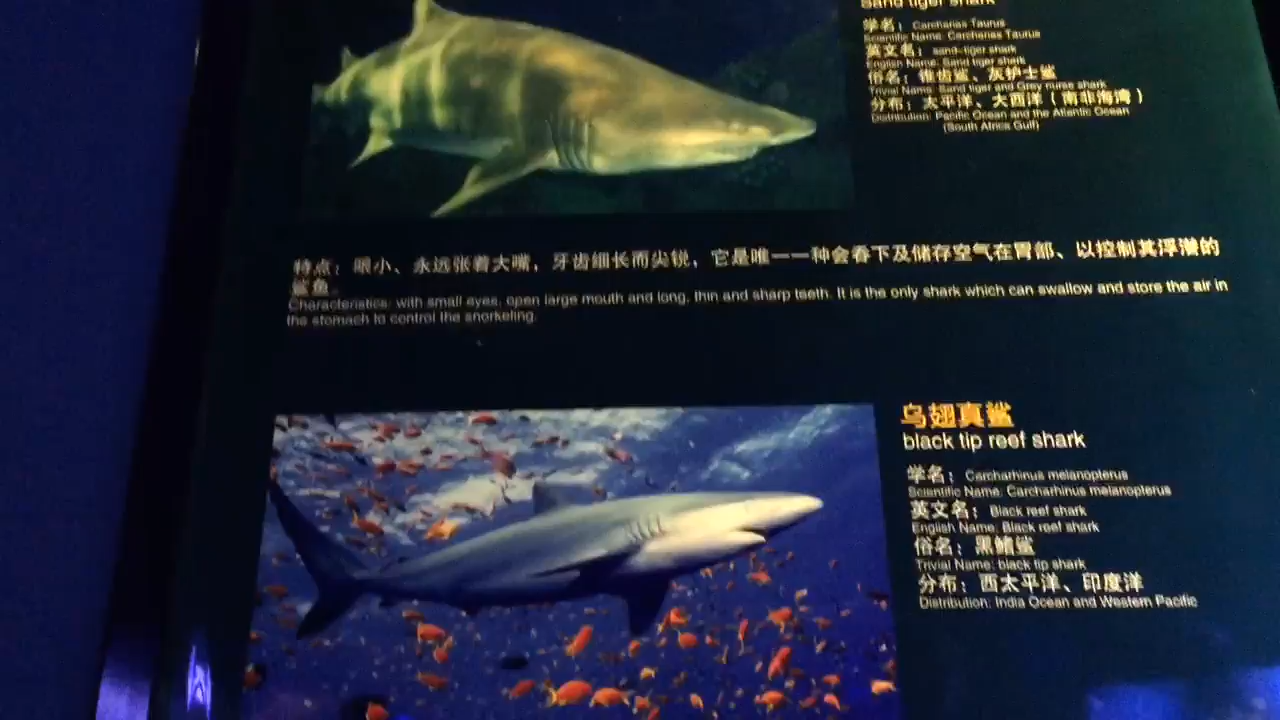 Sand tiger shark
学名：Carcharias Taurus
Scientific Name: Carcharias Taurus
英文名：sand-tiger shark
English Name: Sand tiger shark
俗名：锥齿鲨、灰护士鲨
Trivial Name: Sand tiger and Grey nurse shark
分布：太平洋、大西洋（南非海湾）
Distribution: Pacific Ocean and the Atlantic Ocean
(South Africa Gulf)
特点：眼小、永远张着大嘴，牙齿细长而尖锐，它是唯一一种会吞下及储存空气在胃部、以控制其浮潜的
鲨鱼。
Characteristics: with small eyes, open large mouth and long, thin and sharp teeth. It is the only shark which can swallow and store the air in
the stomach to control the snorkeling.
乌翅真鲨
black tip reef shark
学名：Carcharhinus melanopterus
Scientific Name: Carcharhinus melanopterus
英文名：Black reef shark
English Name: Black reef shark
俗名：黑鳍鲨
Trivial Name: black tip shark
分布：西太平洋、印度洋
Distribution: India Ocean and Western Pacific